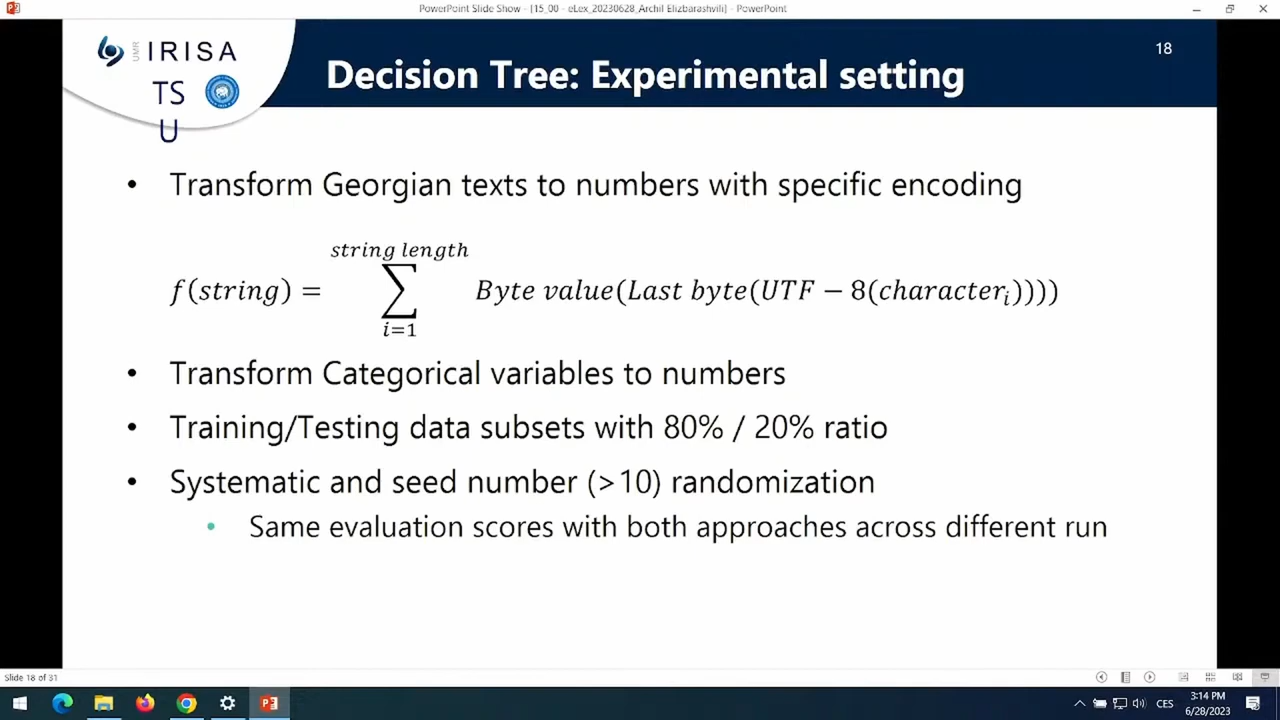 PowerPoint Slide Show - [15_00 - eLex_20230628_Archil Elizbarashvili] - PowerPoint
UMR IRISA
TS
U
Decision Tree: Experimental setting
18
• Transform Georgian texts to numbers with specific encoding
string length
f(string) = ∑ Byte value(Last byte(UTF − 8(character_i))))
i=1
• Transform Categorical variables to numbers
• Training/Testing data subsets with 80% / 20% ratio
• Systematic and seed number (>10) randomization
• Same evaluation scores with both approaches across different run
Slide 18 of 31
CES
3:14 PM
6/28/2023